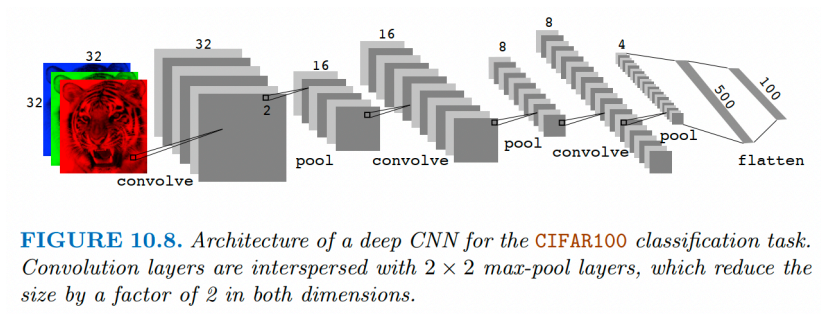 32
32
32
2
convolve
16
pool
16
convolve
8
pool
8
convolve
4
pool
500
100
flatten
FIGURE 10.8. Architecture of a deep CNN for the CIFAR100 classification task.
Convolution layers are interspersed with 2 × 2 max-pool layers, which reduce the
size by a factor of 2 in both dimensions.